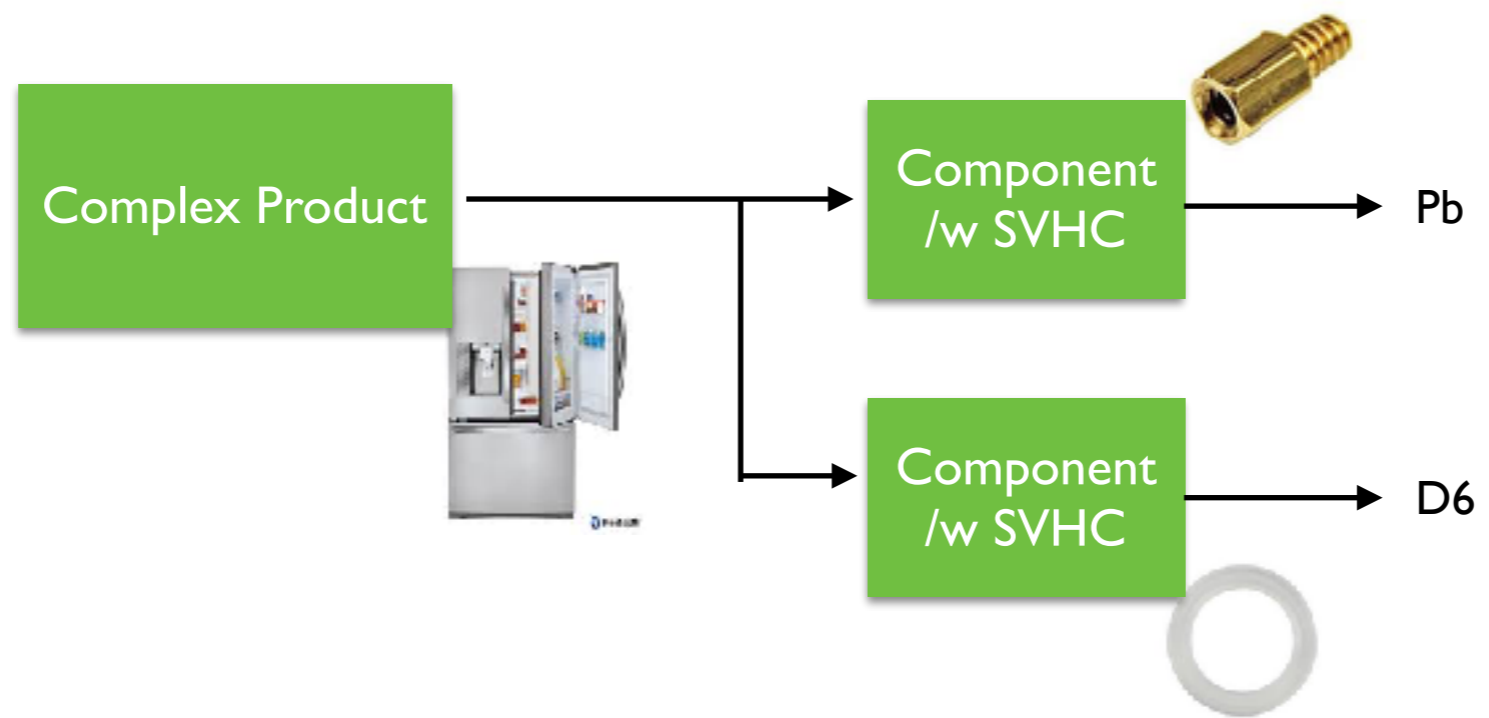 Complex Product
Component
/w SVHC
Pb
Component
/w SVHC
D6